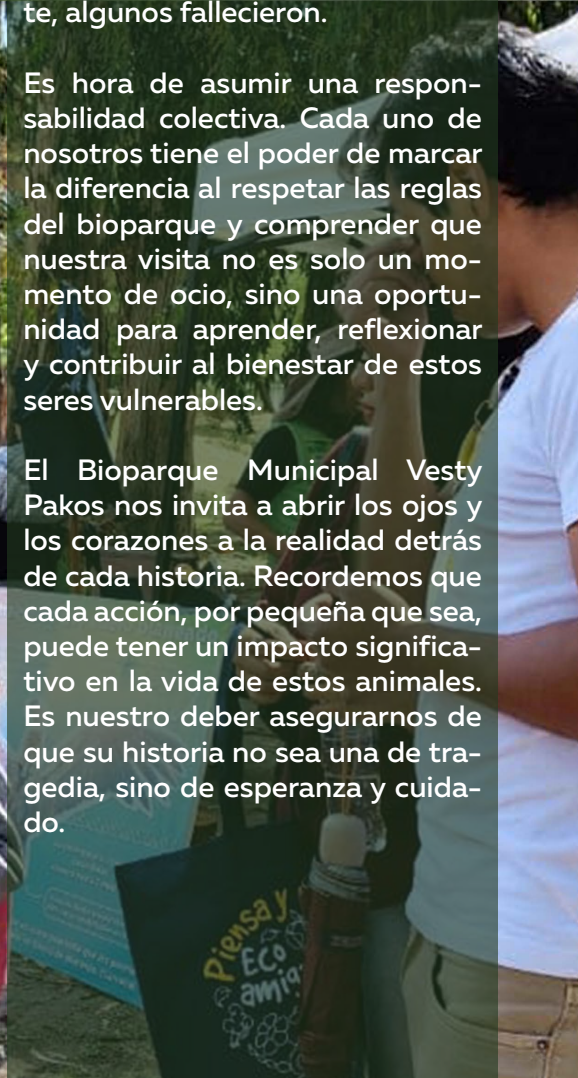 te, algunos fallecieron.
Es hora de asumir una respon-
sabilidad colectiva. Cada uno de
nosotros tiene el poder de marcar
la diferencia al respetar las reglas
del bioparque y comprender que
nuestra visita no es solo un mo-
mento de ocio, sino una oportu-
nidad para aprender, reflexionar
y contribuir al bienestar de estos
seres vulnerables.
El Bioparque Municipal Vesty
Pakos nos invita a abrir los ojos y
los corazones a la realidad detrás
de cada historia. Recordemos que
cada acción, por pequeña que sea,
puede tener un impacto significa-
tivo en la vida de estos animales.
Es nuestro deber asegurarnos de
que su historia no sea una de tra-
gedia, sino de esperanza y cuida-
do.
Piensa y
Eco
amig